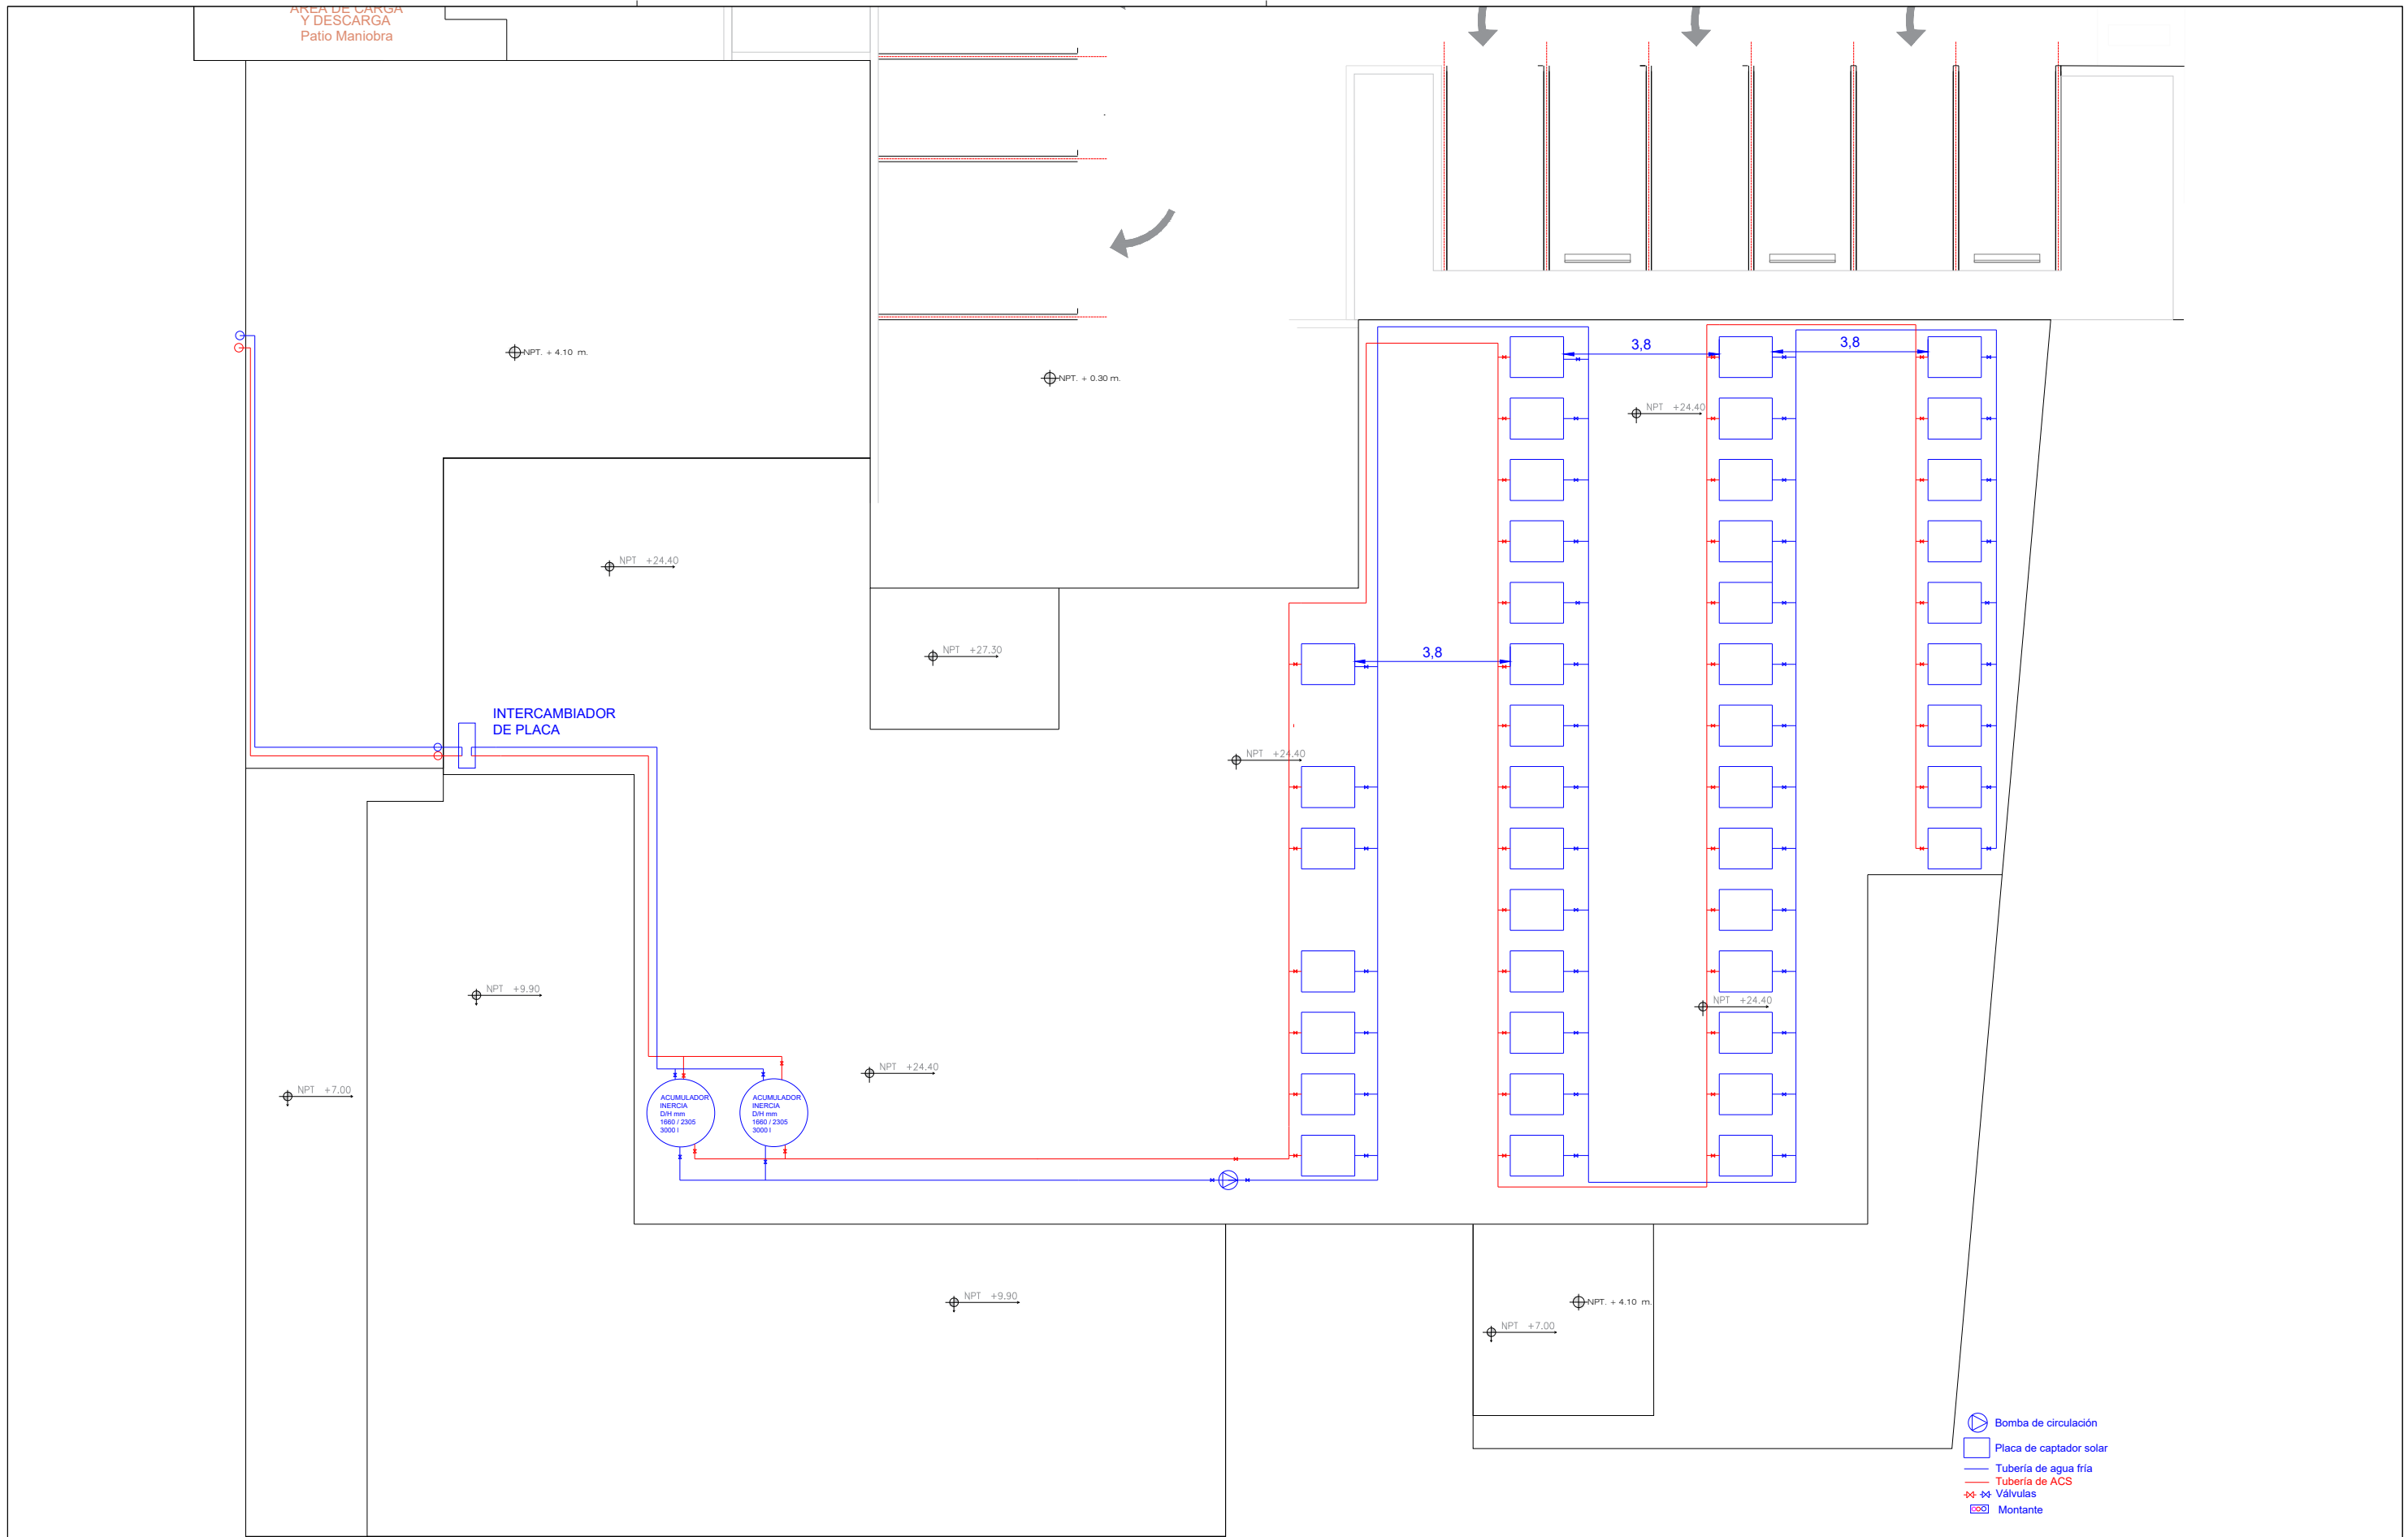 ÁREA DE CARGA
Y DESCARGA
Patio Maniobra
3,8
3,8
NPT. + 4.10 m.
NPT. + 0.30 m.
NPT +24.40
NPT +24.40
NPT +27.30
3,8
INTERCAMBIADOR
DE PLACA
NPT +24.40
NPT +9.90
NPT +24.40
NPT +24.40
NPT +7.00
ACUMULADOR
INERCIA
D/H mm
1660 / 2305
3000 l
ACUMULADOR
INERCIA
D/H mm
1660 / 2305
3000 l
NPT +9.90
NPT. + 4.10 m.
NPT +7.00
Bomba de circulación
Placa de captador solar
Tubería de agua fría
Tubería de ACS
Válvulas
Montante